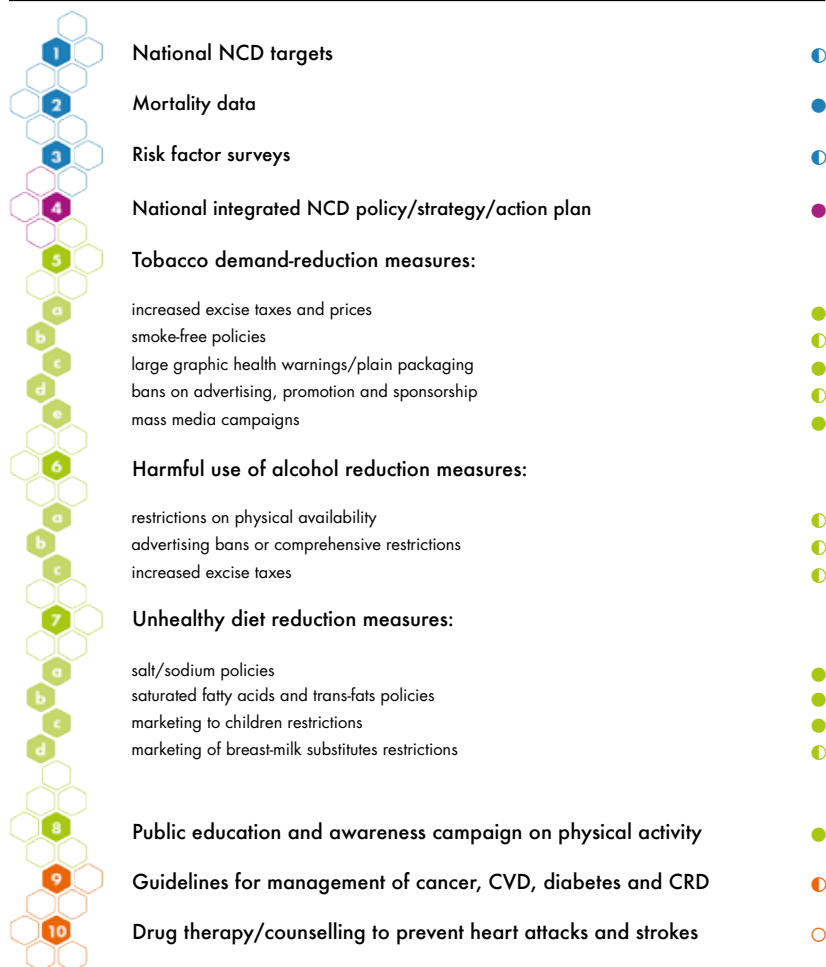 1 National NCD targets
2 Mortality data
3 Risk factor surveys
4 National integrated NCD policy/strategy/action plan
5 Tobacco demand-reduction measures:
a increased excise taxes and prices
b smoke-free policies
c large graphic health warnings/plain packaging
d bans on advertising, promotion and sponsorship
e mass media campaigns
6 Harmful use of alcohol reduction measures:
a restrictions on physical availability
b advertising bans or comprehensive restrictions
c increased excise taxes
7 Unhealthy diet reduction measures:
a salt/sodium policies
b saturated fatty acids and trans-fats policies
c marketing to children restrictions
d marketing of breast-milk substitutes restrictions
8 Public education and awareness campaign on physical activity
9 Guidelines for management of cancer, CVD, diabetes and CRD
10 Drug therapy/counselling to prevent heart attacks and strokes